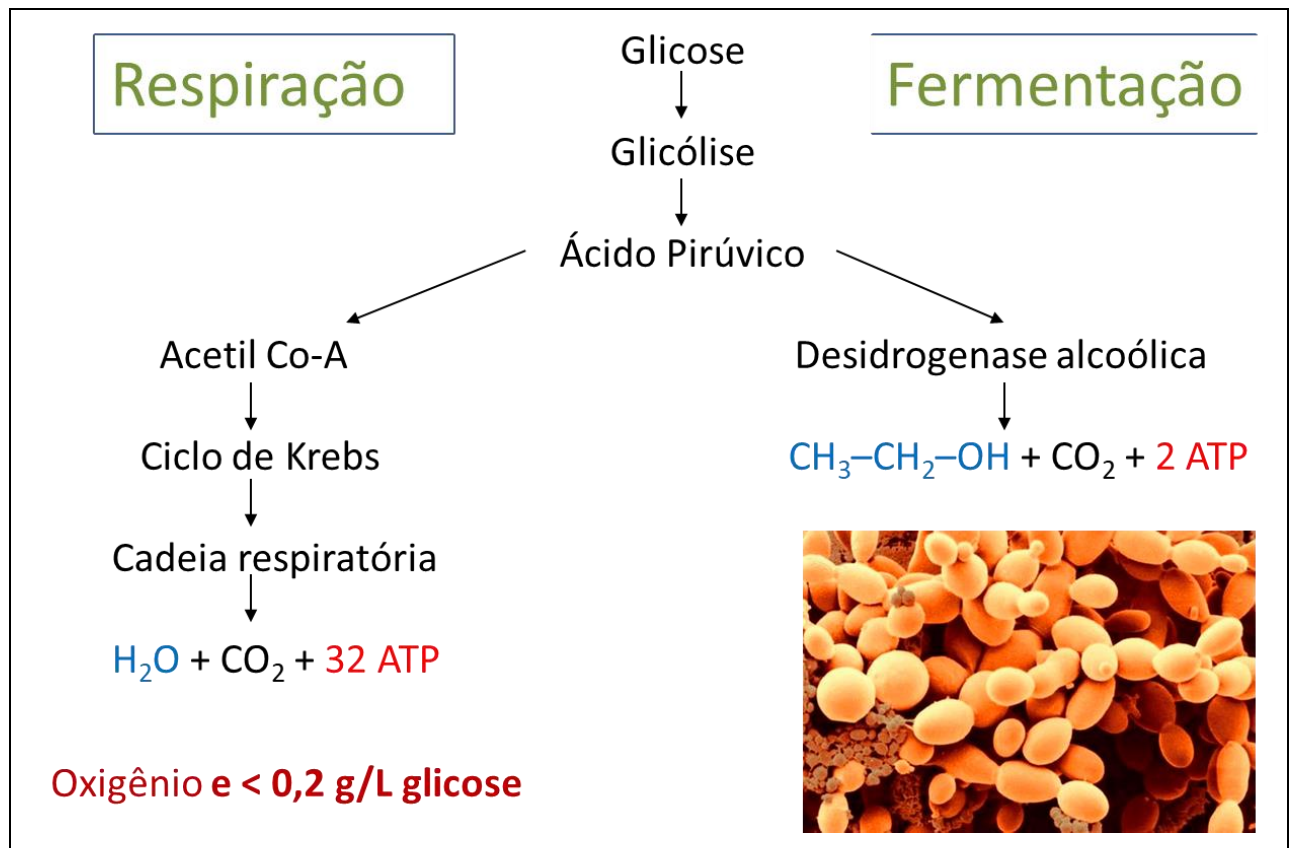 Respiração
Glicose
Fermentação
Glicólise
Ácido Pirúvico
Acetil Co-A
Desidrogenase alcoólica
Ciclo de Krebs
CH₃–CH₂–OH + CO₂ + 2 ATP
Cadeia respiratória
H₂O + CO₂ + 32 ATP
Oxigênio e < 0,2 g/L glicose